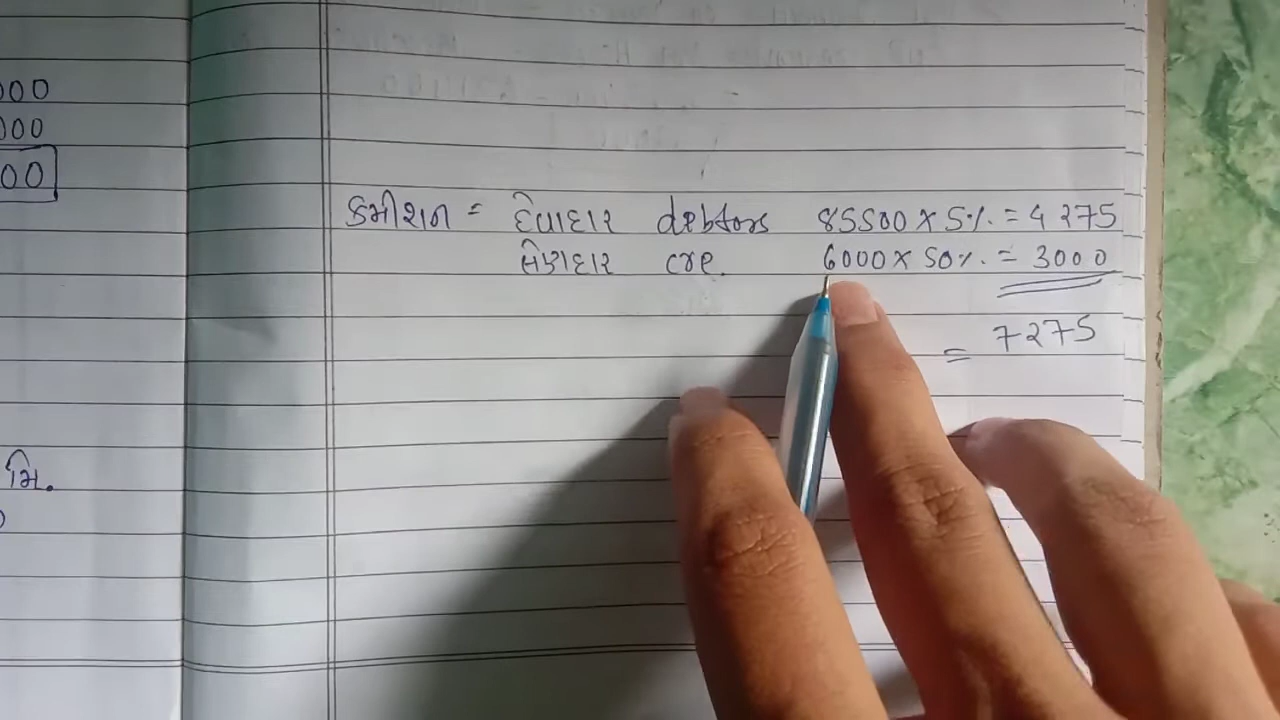 000
000
00
મિ.
કમીશન = દેવાદાર debtors 85500 X 5% = 4275
લેણદાર cre. 6000 X 50% = 3000
= 7275